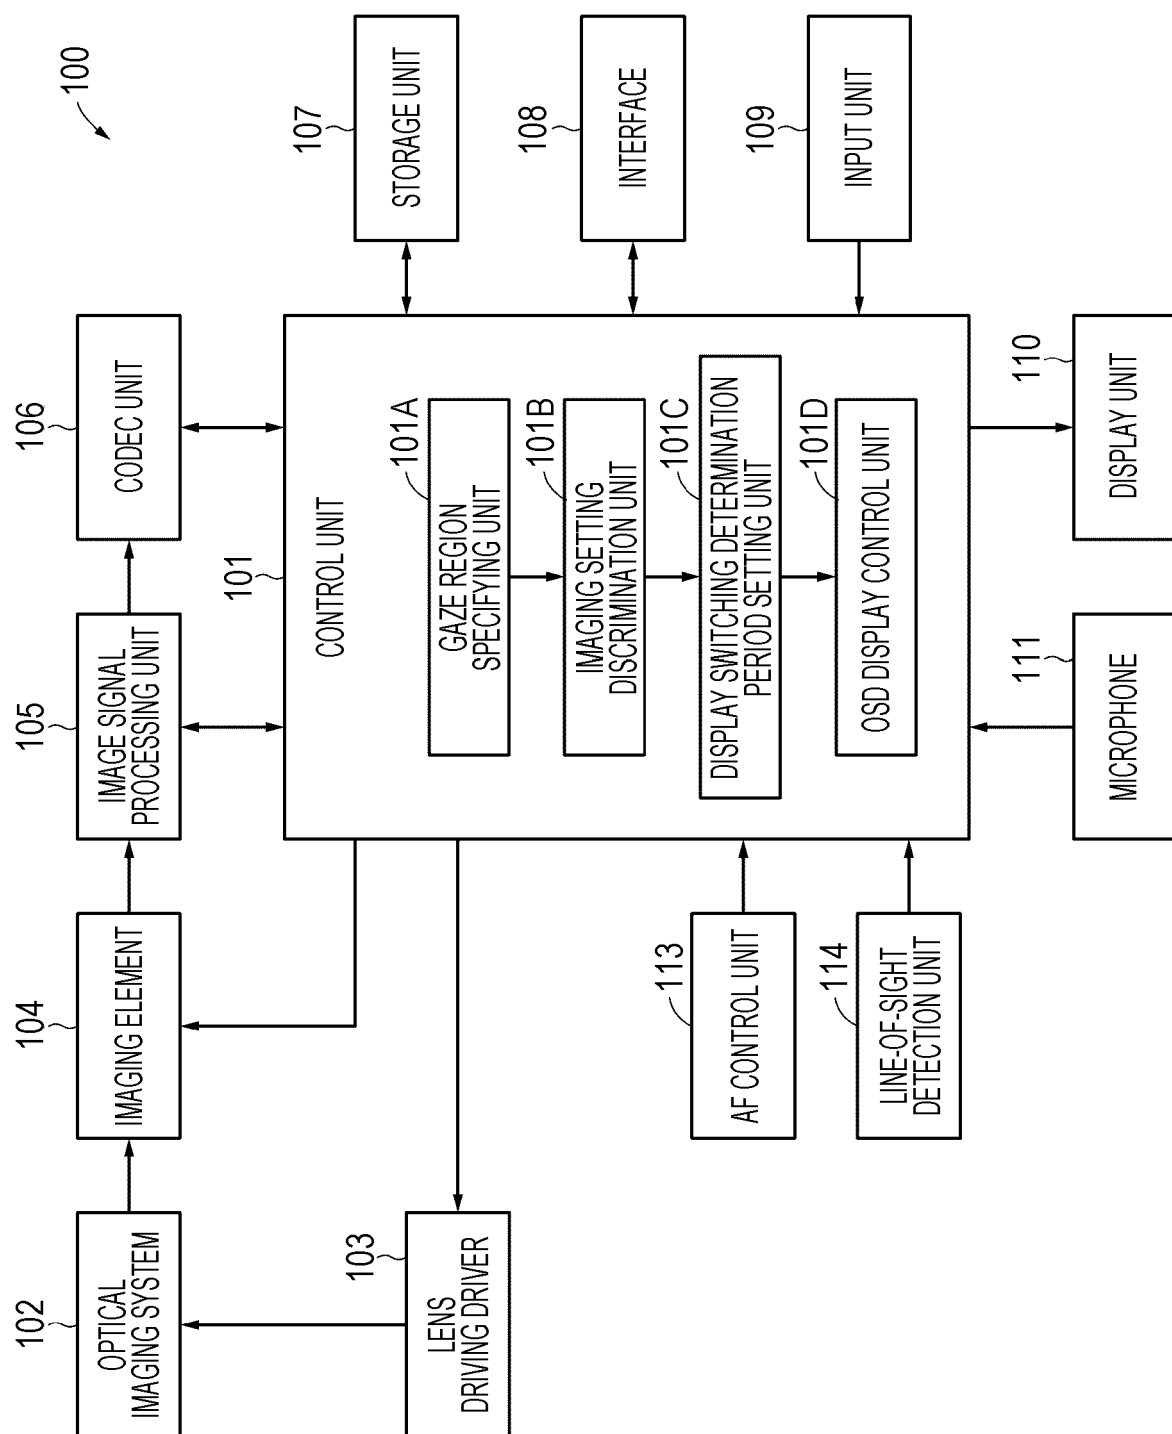 100
102
OPTICAL
IMAGING SYSTEM
104
IMAGING ELEMENT
105
IMAGE SIGNAL
PROCESSING UNIT
106
CODEC UNIT
103
LENS
DRIVING DRIVER
101
CONTROL UNIT
101A
GAZE REGION
SPECIFYING UNIT
101B
IMAGING SETTING
DISCRIMINATION UNIT
101C
DISPLAY SWITCHING DETERMINATION
PERIOD SETTING UNIT
101D
OSD DISPLAY CONTROL UNIT
107
STORAGE UNIT
108
INTERFACE
109
INPUT UNIT
113
AF CONTROL UNIT
114
LINE-OF-SIGHT
DETECTION UNIT
111
MICROPHONE
110
DISPLAY UNIT